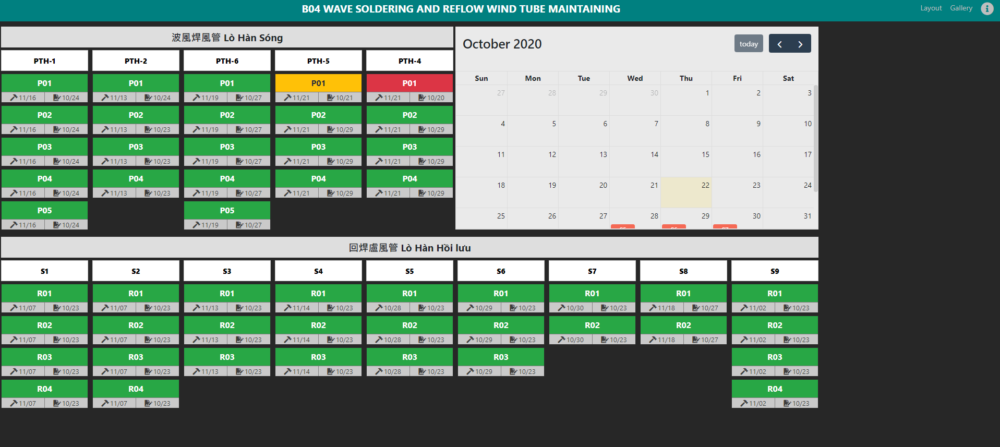 B04 WAVE SOLDERING AND REFLOW WIND TUBE MAINTAINING
Layout Gallery
波風焊風管 Lò Hàn Sóng
PTH-1 PTH-2 PTH-6 PTH-5 PTH-4
P01 P01 P01 P01 P01
11/16 10/24 11/13 10/24 11/19 10/27 11/21 10/21 11/21 10/20
P02 P02 P02 P02 P02
11/16 10/24 11/13 10/23 11/19 10/27 11/21 10/29 11/21 10/29
P03 P03 P03 P03 P03
11/16 10/24 11/13 10/23 11/19 10/27 11/21 10/29 11/21 10/29
P04 P04 P04 P04 P04
11/16 10/24 11/13 10/23 11/19 10/27 11/21 10/29 11/21 10/29
P05 P05
11/16 10/24 11/19 10/27
October 2020
today
Sun Mon Tue Wed Thu Fri Sat
27 28 29 30 1 2 3
4 5 6 7 8 9 10
11 12 13 14 15 16 17
18 19 20 21 22 23 24
25 26 27 28 29 30 31
回焊盧風管 Lò Hàn Hồi lưu
S1 S2 S3 S4 S5 S6 S7 S8 S9
R01 R01 R01 R01 R01 R01 R01 R01 R01
11/07 10/23 11/07 10/23 11/13 10/23 11/14 10/23 10/28 10/23 10/29 10/23 10/30 10/23 11/18 10/27 11/02 10/23
R02 R02 R02 R02 R02 R02 R02 R02 R02
11/07 10/23 11/07 10/23 11/13 10/23 11/14 10/23 10/28 10/23 10/29 10/23 10/30 10/23 11/18 10/27 11/02 10/23
R03 R03 R03 R03 R03 R03 R03
11/07 10/23 11/07 10/23 11/13 10/23 11/14 10/23 10/28 10/23 10/29 10/23 11/02 10/23
R04 R04 R04
11/07 10/23 11/07 10/23 11/02 10/23